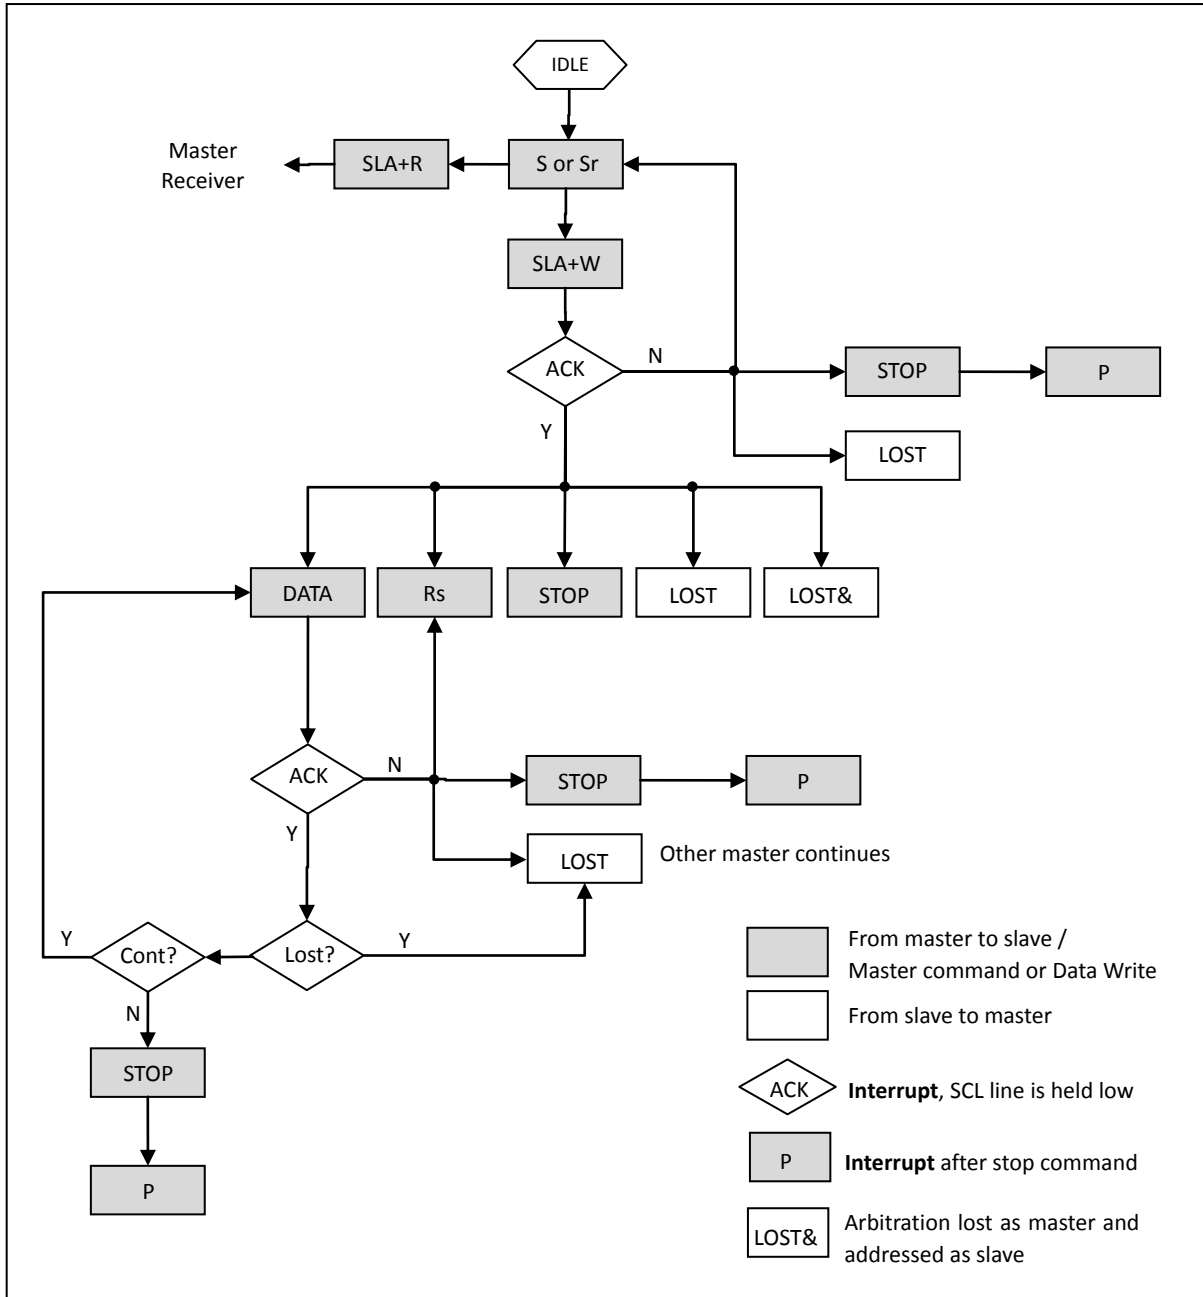 IDLE
Master
Receiver
SLA+R
S or Sr
SLA+W
ACK
N
STOP
P
Y
LOST
DATA
Rs
STOP
LOST
LOST&
ACK
N
STOP
P
Y
LOST
Other master continues
Y
Cont?
Lost?
Y
N
STOP
P
From master to slave /
Master command or Data Write
From slave to master
ACK
Interrupt, SCL line is held low
P
Interrupt after stop command
LOST&
Arbitration lost as master and
addressed as slave